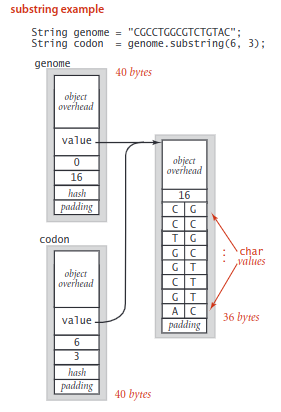 substring example
String genome = "CGCCTGGCGTCTGTAC";
String codon = genome.substring(6, 3);
genome
40 bytes
object
overhead
value
0
16
hash
padding
codon
object
overhead
value
6
3
hash
padding
40 bytes
object
overhead
16
C G
C C
T G
G C
G T
C T
G T
A C
padding
char
values
36 bytes